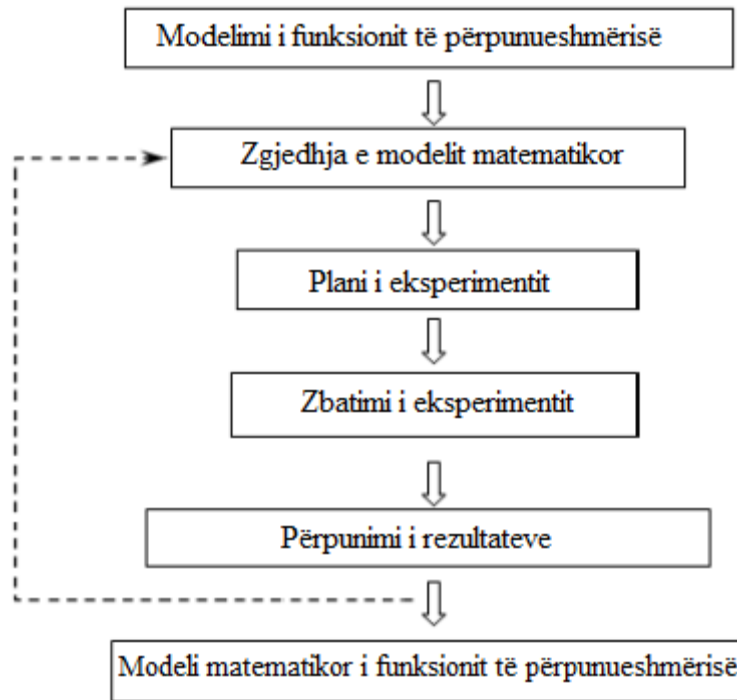 Modelimi i funksionit të përpunueshmërisë
Zgjedhja e modelit matematikor
Plani i eksperimentit
Zbatimi i eksperimentit
Përpunimi i rezultateve
Modeli matematikor i funksionit të përpunueshmërisë